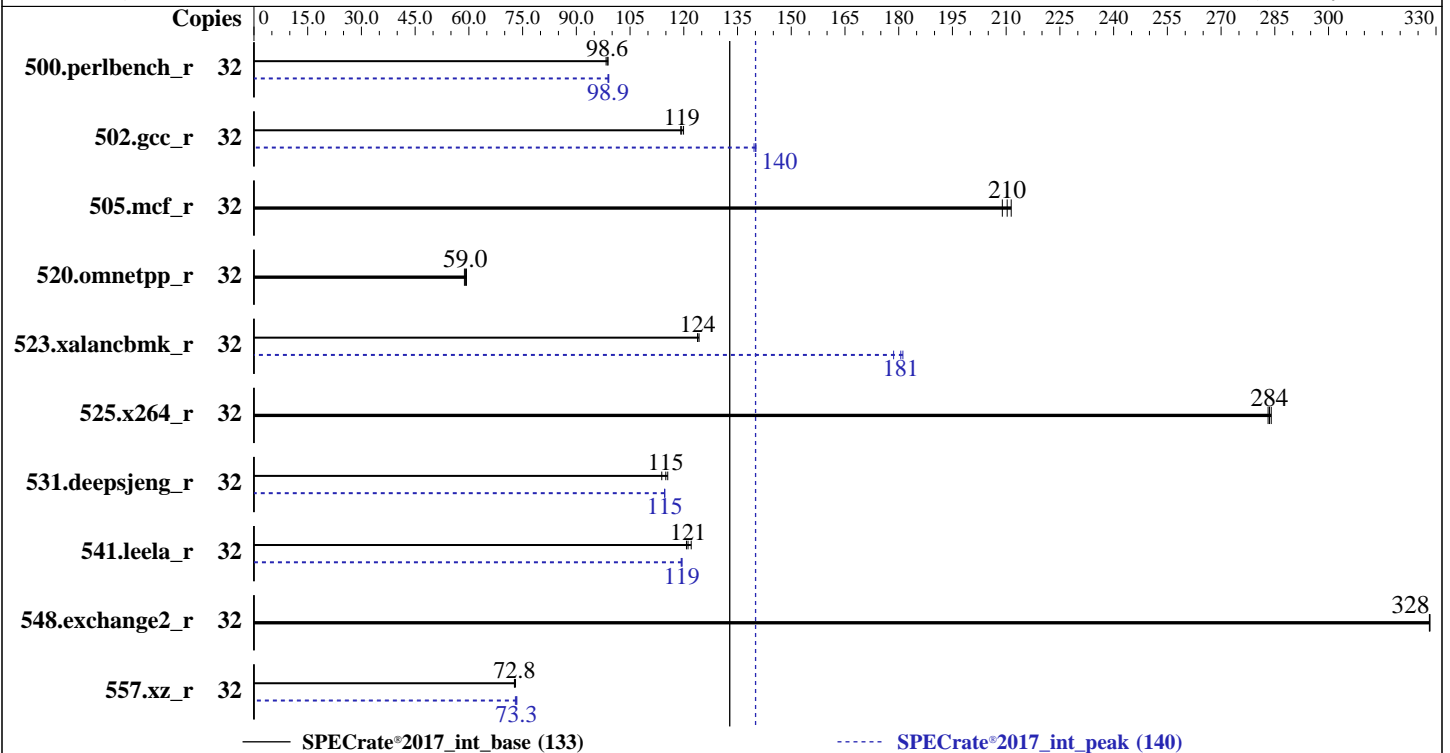 Copies 0 15.0 30.0 45.0 60.0 75.0 90.0 105 120 135 150 165 180 195 210 225 240 255 270 285 300 330
98.6
500.perlbench_r 32
98.9
119
502.gcc_r 32
140
210
505.mcf_r 32
59.0
520.omnetpp_r 32
124
523.xalancbmk_r 32
181
284
525.x264_r 32
115
531.deepsjeng_r 32
115
121
541.leela_r 32
119
328
548.exchange2_r 32
72.8
557.xz_r 32
73.3
SPECrate®2017_int_base (133) SPECrate®2017_int_peak (140)